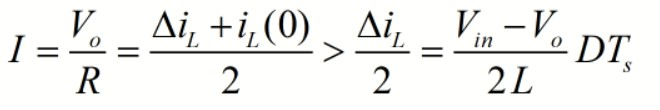 I = V_o / R = (Δi_L + i_L(0)) / 2 > Δi_L / 2 = (V_in − V_o) / 2L DT_s